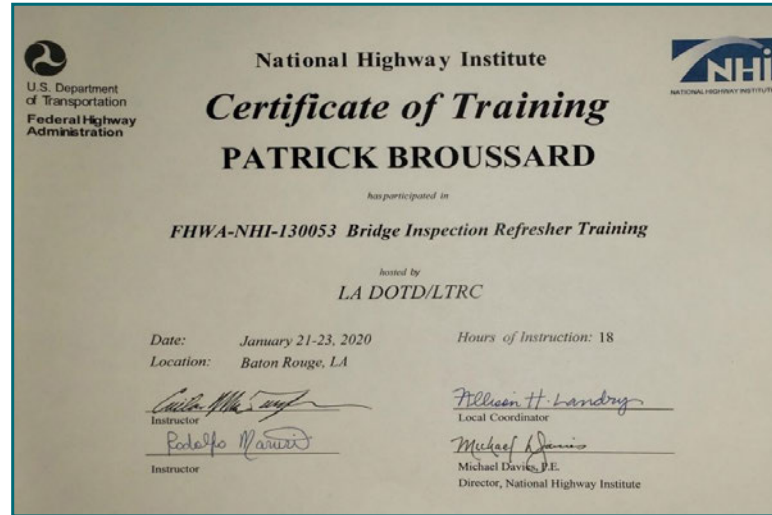 U.S. Department
of Transportation
Federal Highway
Administration
National Highway Institute
NHi
NATIONAL HIGHWAY INSTITUTE
Certificate of Training
PATRICK BROUSSARD
has participated in
FHWA-NHI-130053 Bridge Inspection Refresher Training
hosted by
LA DOTD/LTRC
Date: January 21-23, 2020
Hours of Instruction: 18
Location: Baton Rouge, LA
Instructor
Allison H. Landry
Local Coordinator
Rodolfo Maruri
Instructor
Michael Davies
Michael Davies, P.E.
Director, National Highway Institute